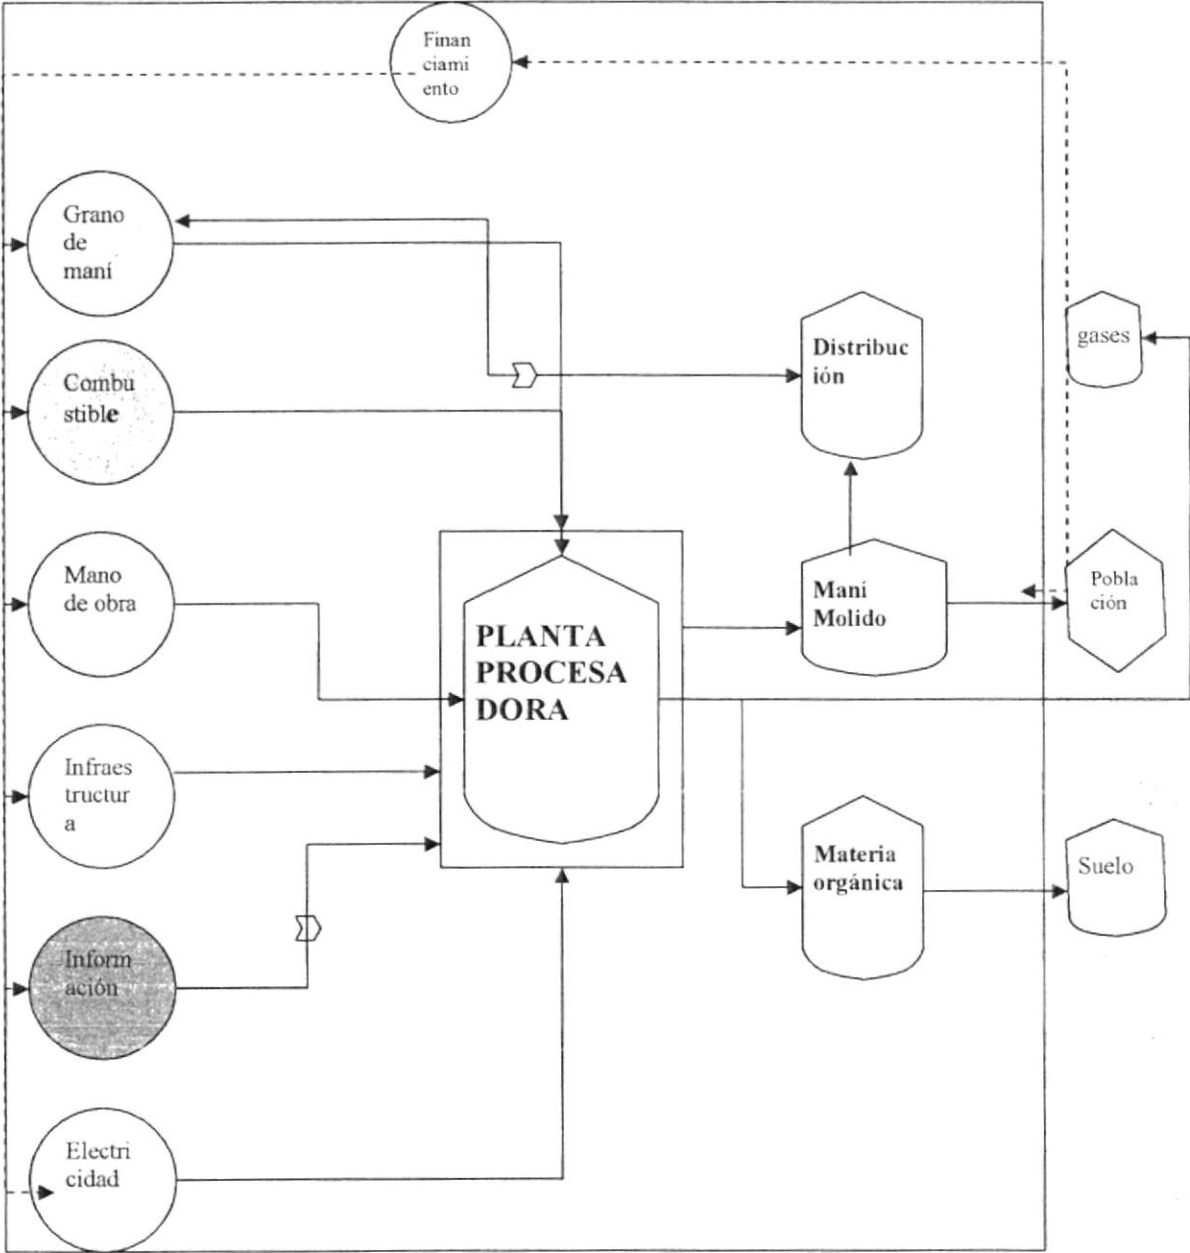 Finan
ciami
ento
Grano
de
maní
Combu
stible
Mano
de obra
Infraes
tructur
a
Inform
ación
Electri
cidad
PLANTA
PROCESA
DORA
Distribuc
ión
Maní
Molido
Materia
orgánica
gases
Pobla
ción
Suelo